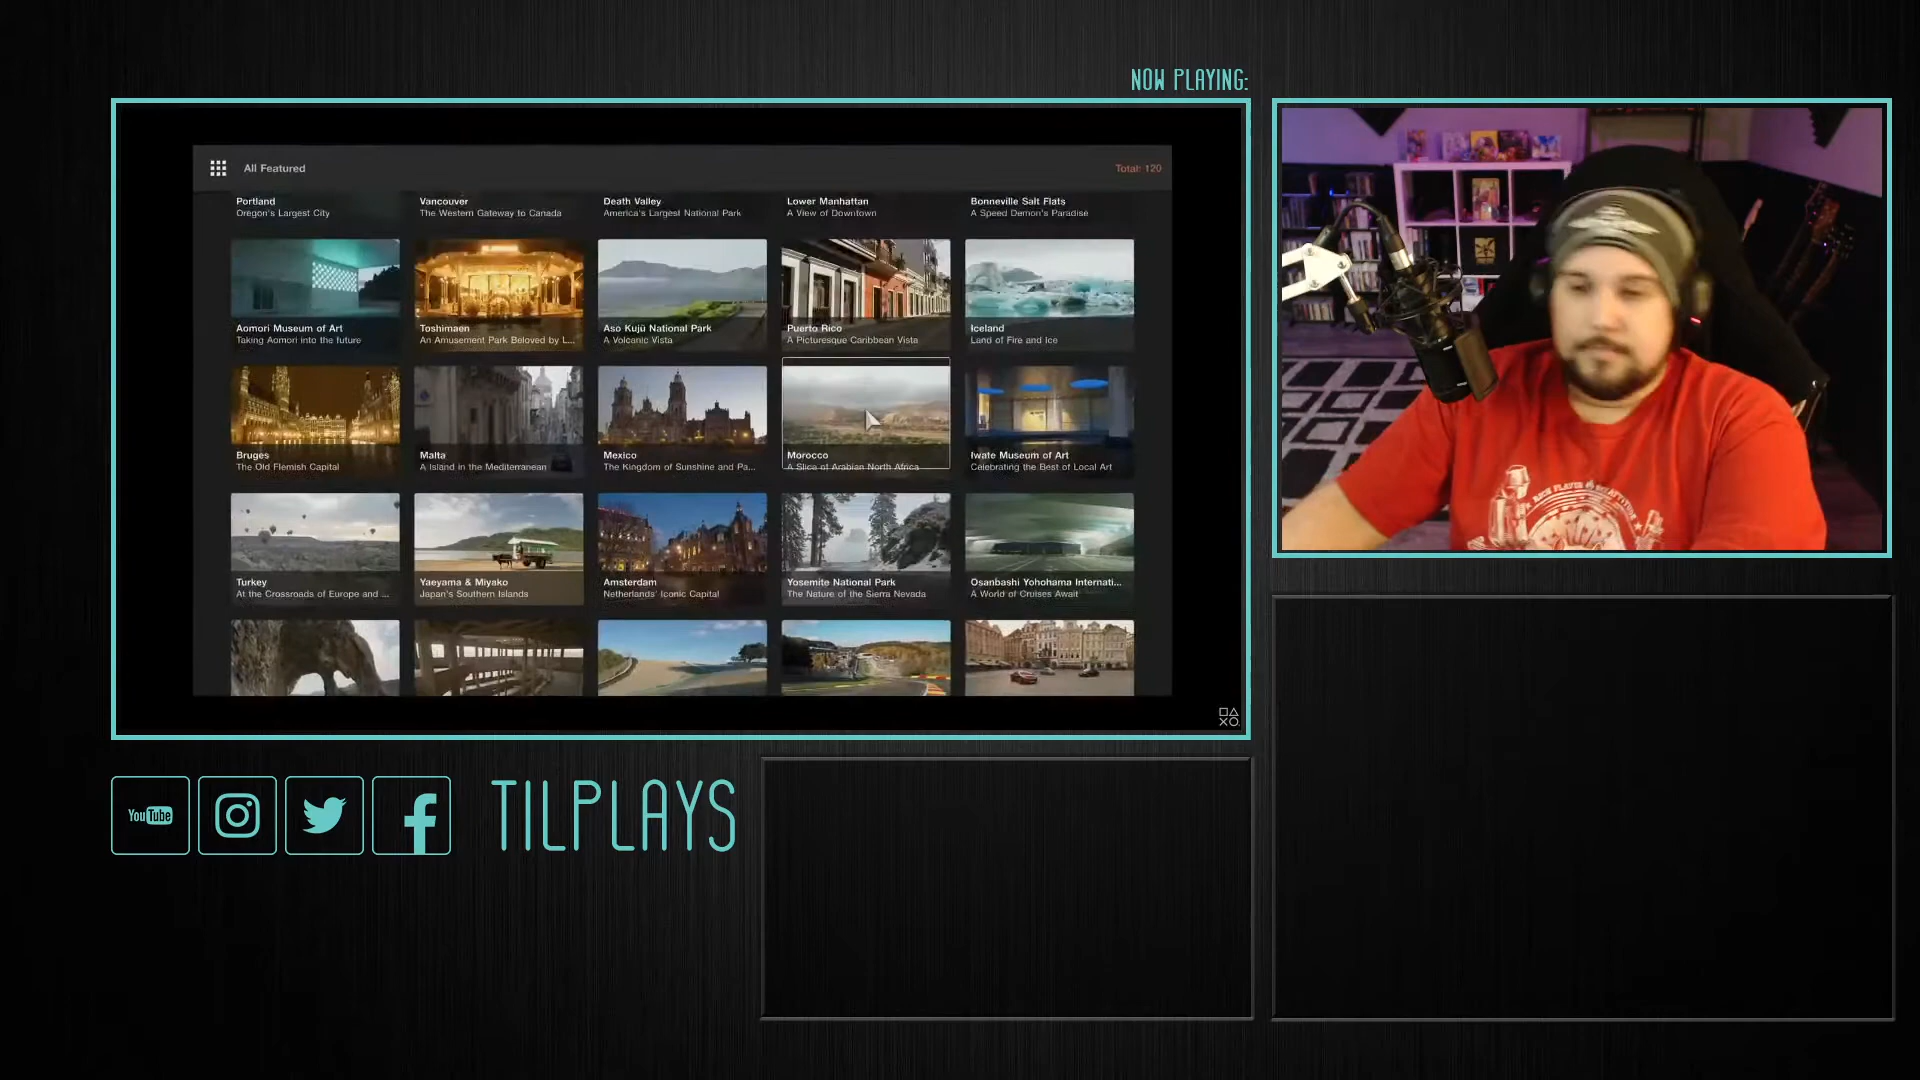 NOW PLAYING:
All Featured
Total: 120
Portland
Oregon's Largest City
Vancouver
The Western Gateway to Canada
Death Valley
America's Largest National Park
Lower Manhattan
A View of Downtown
Bonneville Salt Flats
A Speed Demon's Paradise
Aomori Museum of Art
Taking Aomori into the future
Toshimaen
An Amusement Park Beloved by L...
Aso Kujū National Park
A Volcanic Vista
Puerto Rico
A Picturesque Caribbean Vista
Iceland
Land of Fire and Ice
Bruges
The Old Flemish Capital
Malta
A Island in the Mediterranean
Mexico
The Kingdom of Sunshine and Pa...
Morocco
A Slice of Arabian North Africa
Iwate Museum of Art
Celebrating the Best of Local Art
Turkey
At the Crossroads of Europe and ...
Yaeyama & Miyako
Japan's Southern Islands
Amsterdam
Netherlands' Iconic Capital
Yosemite National Park
The Nature of the Sierra Nevada
Osanbashi Yohohama Internati...
A World of Cruises Await
YouTube
TILPLAYS